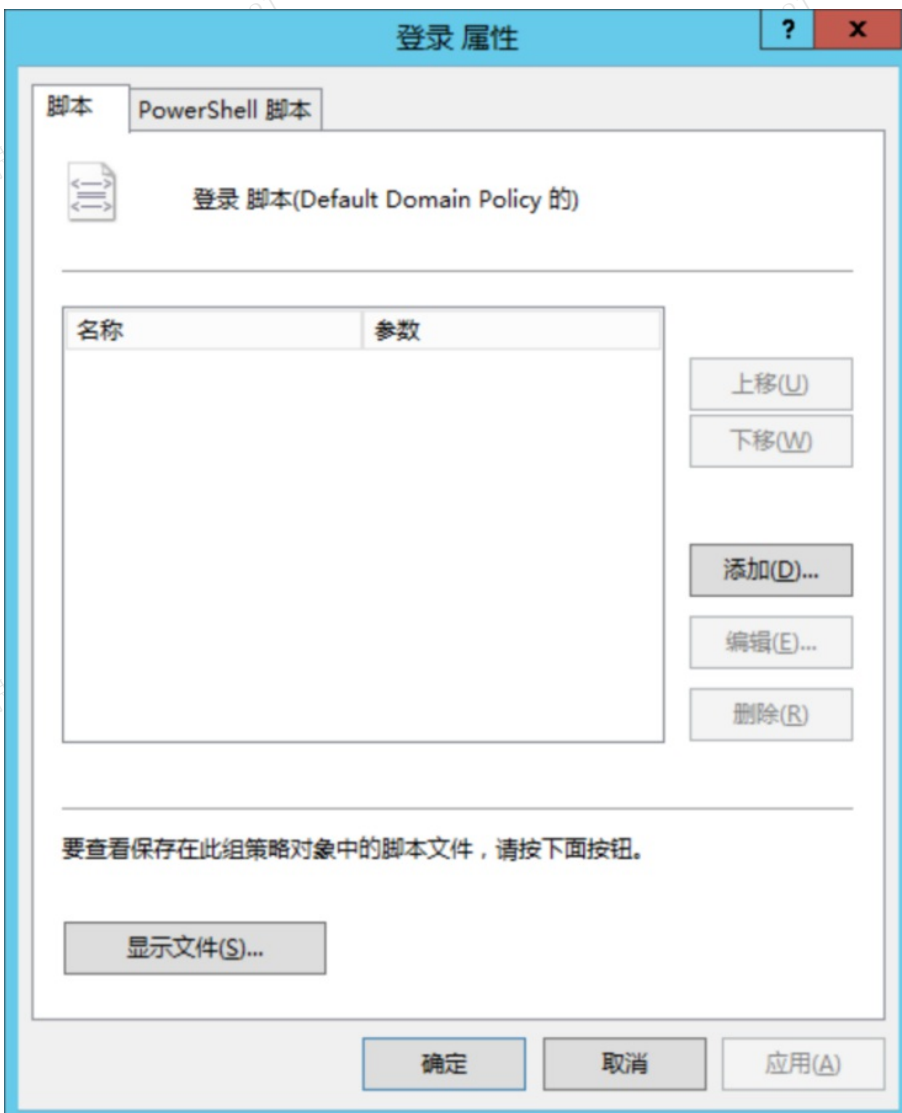 登录 属性
?
x
脚本
PowerShell 脚本
登录 脚本(Default Domain Policy 的)
名称
参数
上移(U)
下移(W)
添加(D)...
编辑(E)...
删除(R)
要查看保存在此组策略对象中的脚本文件，请按下面按钮。
显示文件(S)...
确定
取消
应用(A)